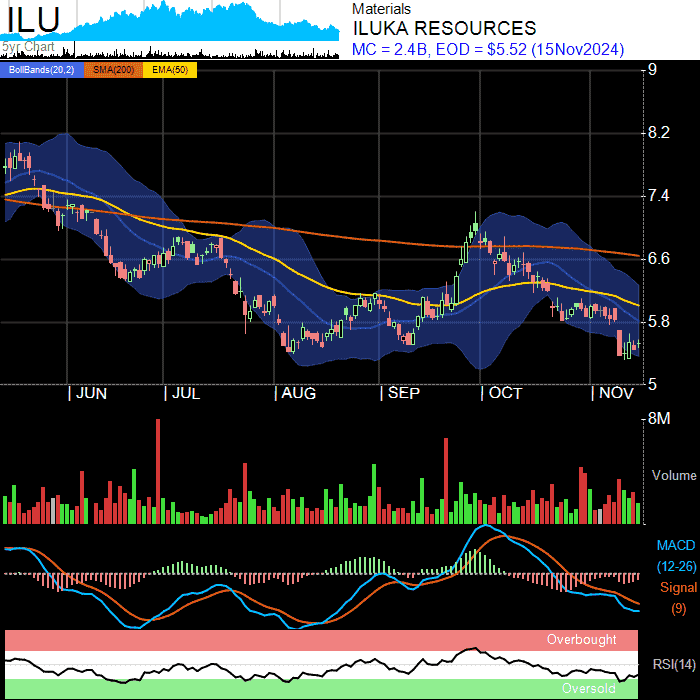 ILU
5yr Chart
Materials
ILUKA RESOURCES
MC = 2.4B, EOD = $5.52 (15Nov2024)
BollBands(20,2) SMA(200) EMA(50)
9
8.2
7.4
6.6
5.8
5
| JUN | JUL | AUG | SEP | OCT | NOV
8M
Volume
MACD
(12-26)
Signal
(9)
Overbought
RSI(14)
Oversold